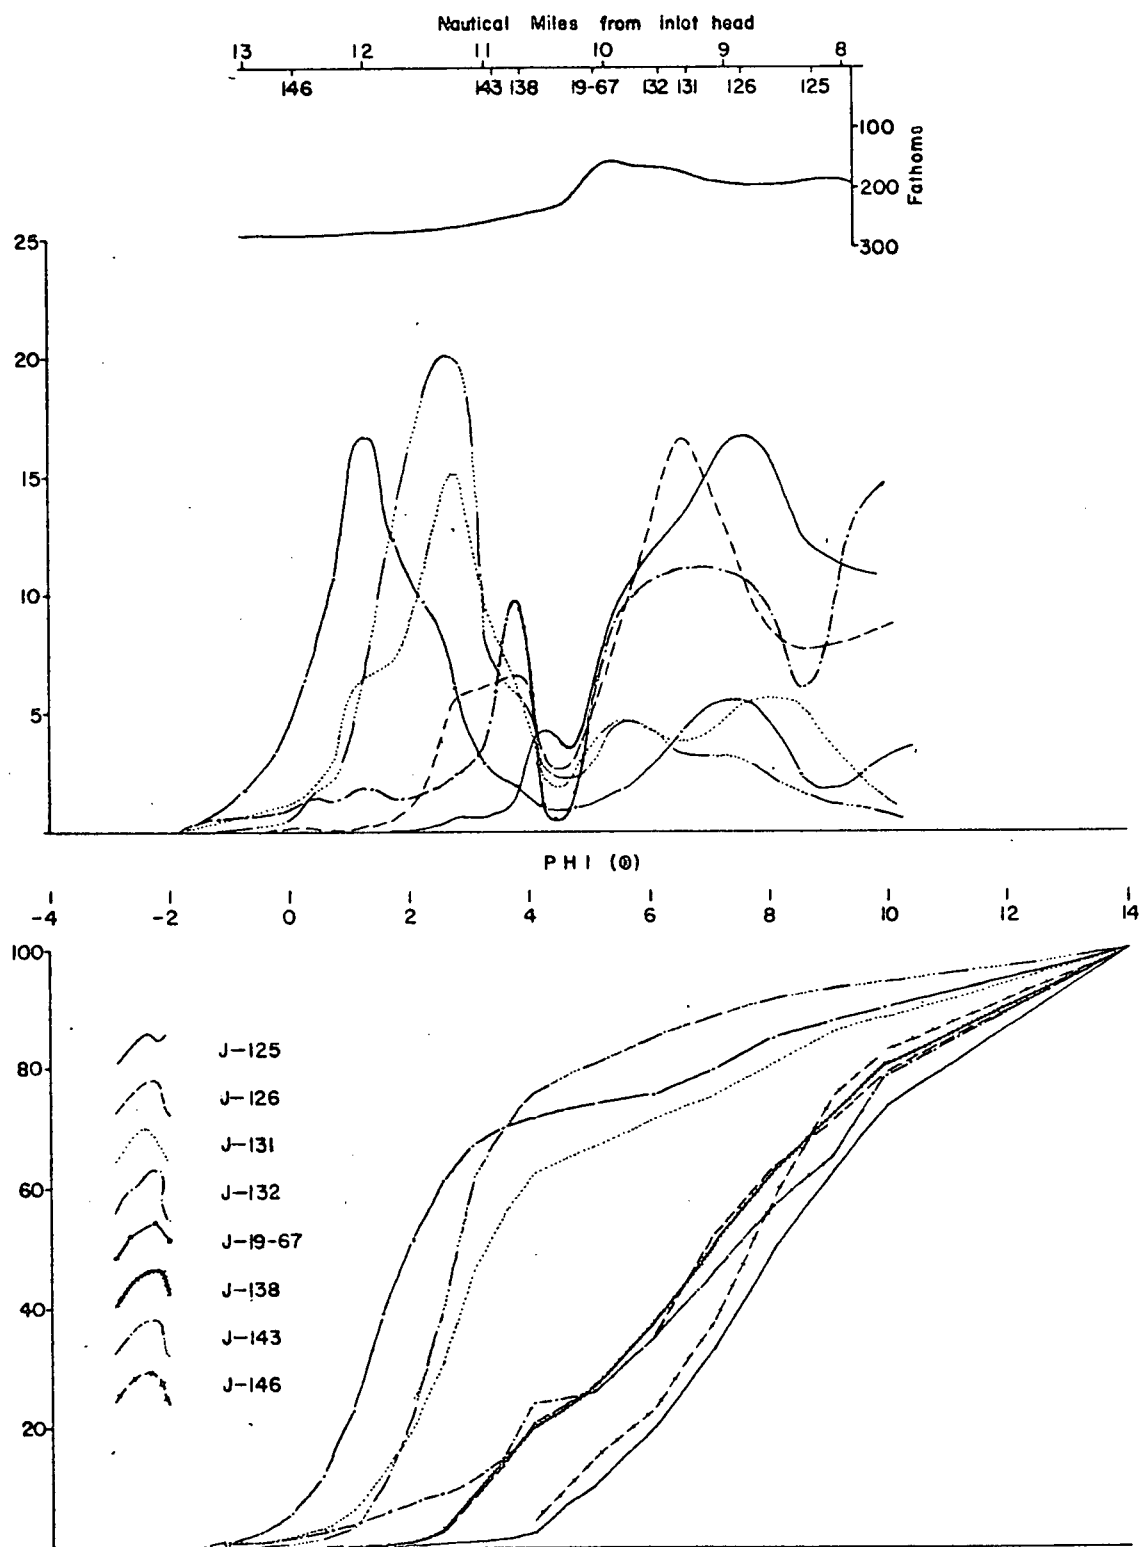 Nautical Miles from inlot head
13 12 11 10 9 8
146 143 138 19-67 132 131 126 125
100
200
300
Fathoms
25
20
15
10
5
PHI (Φ)
-4 -2 0 2 4 6 8 10 12 14
100
80
60
40
20
J-125
J-126
J-131
J-132
J-19-67
J-138
J-143
J-146